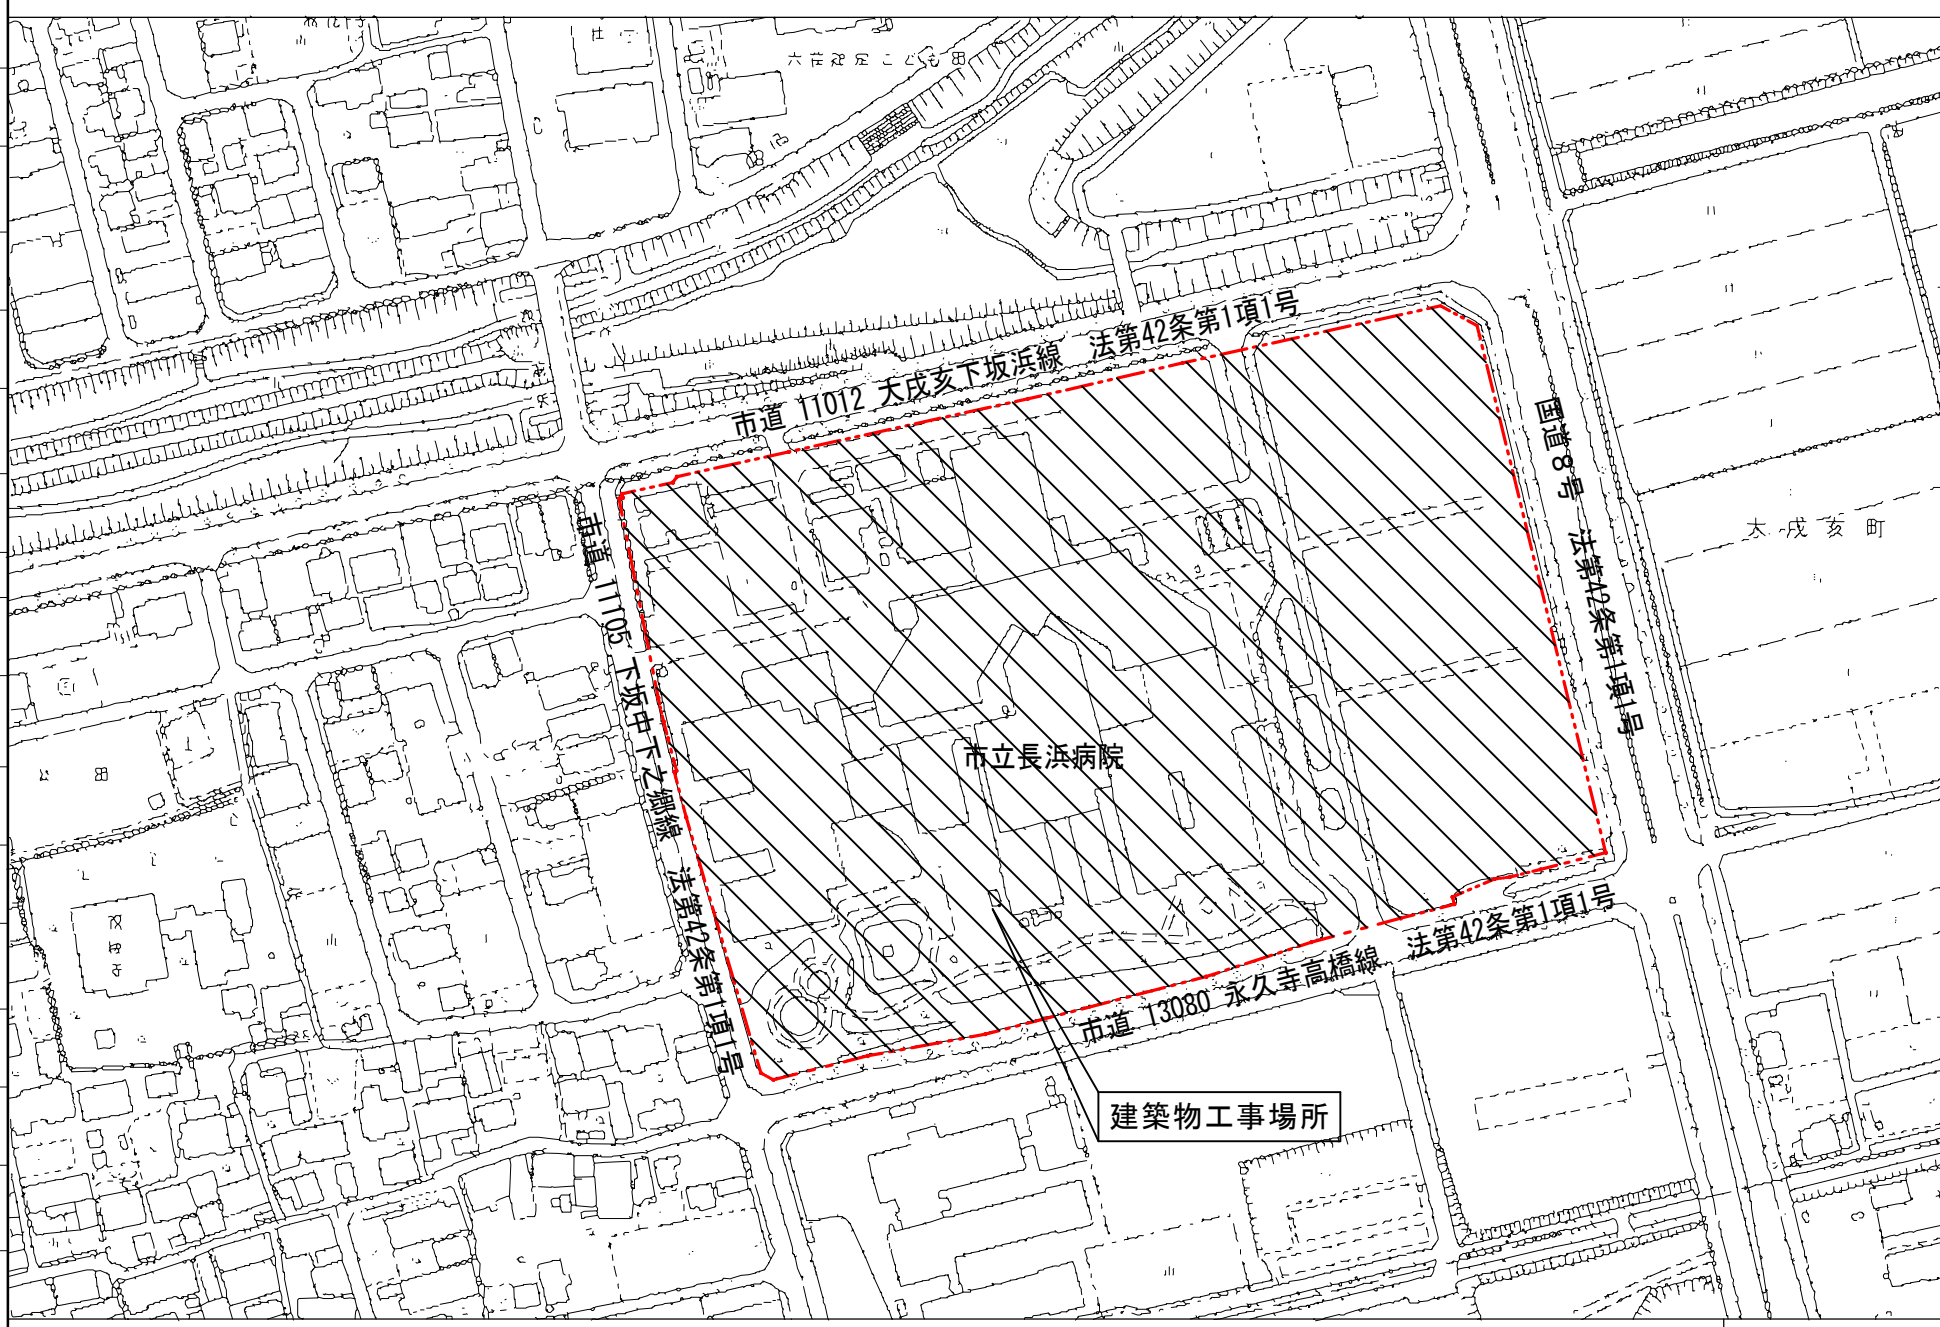 市道 11012 大戌亥下坂浜線　法第42条第1項1号
国道8号　法第42条第1項1号
大戌亥町
市道 11105 下坂中下之郷線　法第42条第1項1号
市立長浜病院
市道 13080 永久寺高橋線　法第42条第1項1号
建築物工事場所